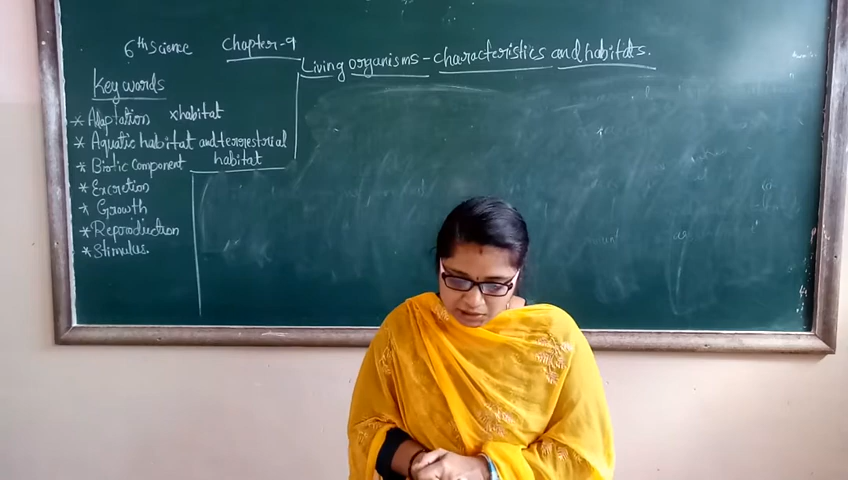 6th Science Chapter-9
Living organisms - characteristics and habitats.
Key words
* Adaptation x habitat
* Aquatic habitat and terrestrial
habitat
* Biotic component
* Excretion
* Growth
* Reproduction
* Stimulus.